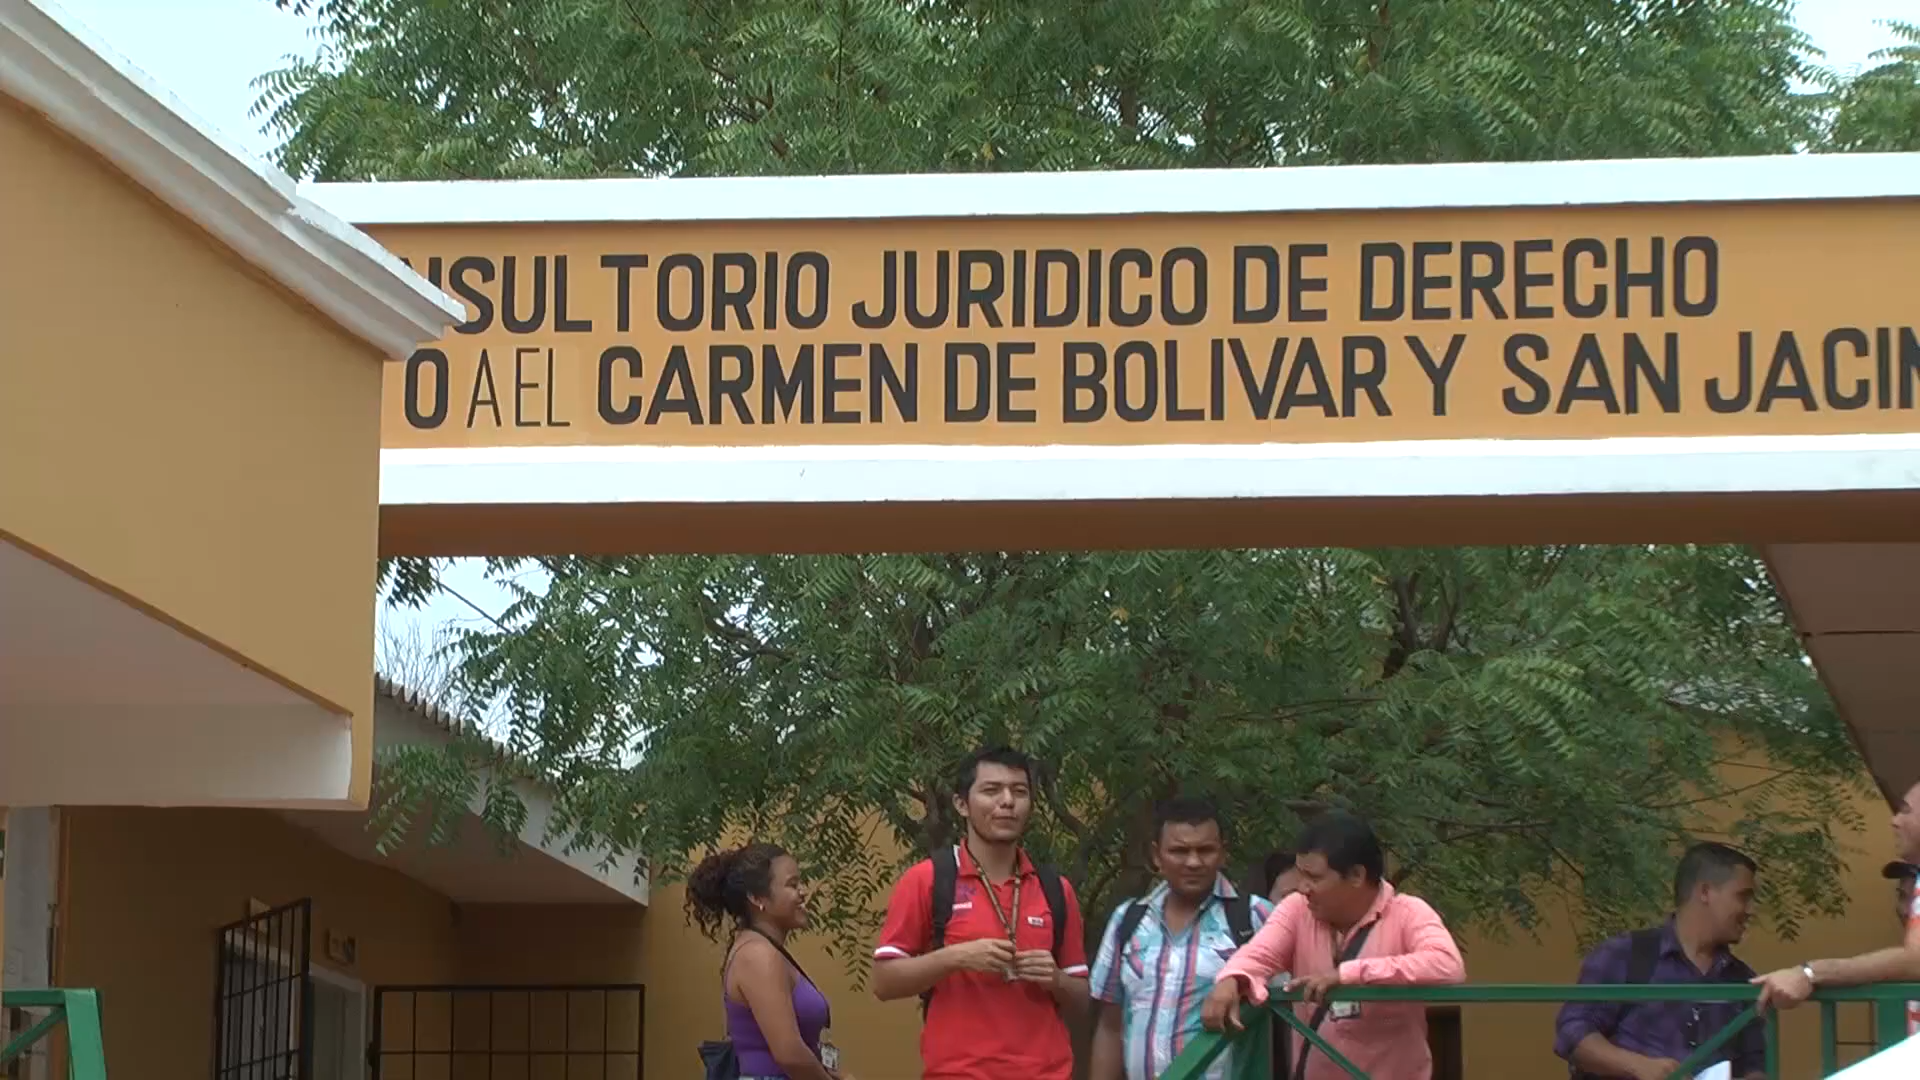 NSULTORIO JURIDICO DE DERECHO
O A EL CARMEN DE BOLIVAR Y SAN JACIN